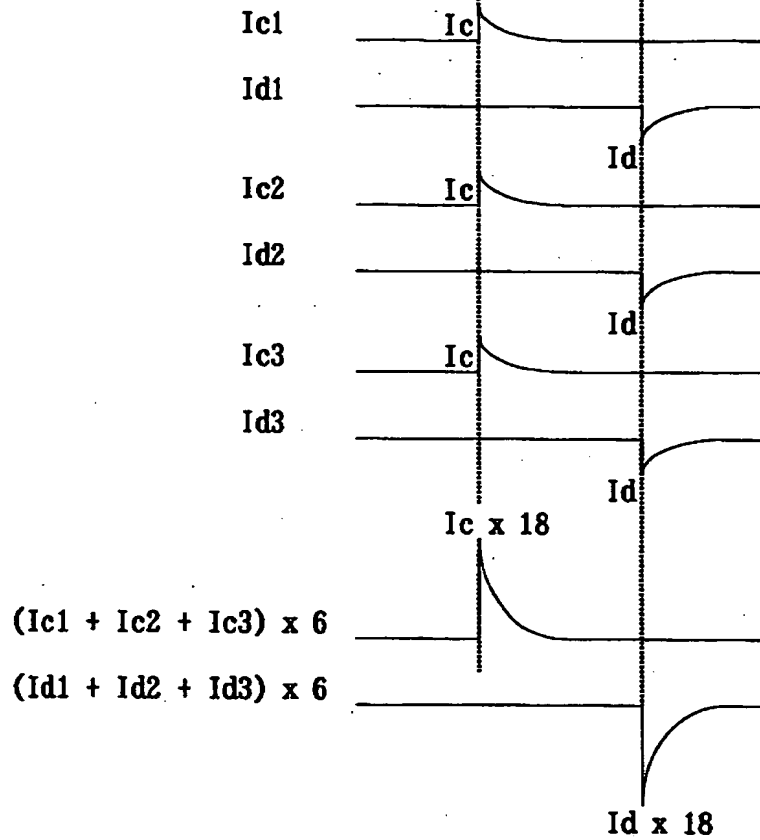 Ic1 Ic
Id1
Id
Ic2 Ic
Id2
Id
Ic3 Ic
Id3
Id
Ic x 18
(Ic1 + Ic2 + Ic3) x 6
(Id1 + Id2 + Id3) x 6
Id x 18